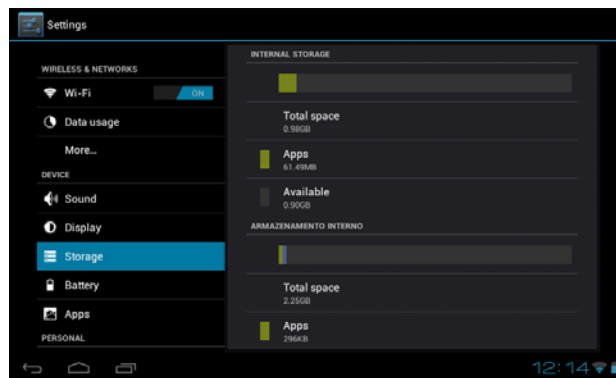 Settings
WIRELESS & NETWORKS
Wi-Fi ON
Data usage
More...
DEVICE
Sound
Display
Storage
Battery
Apps
PERSONAL
INTERNAL STORAGE
Total space
0.98GB
Apps
61.49MB
Available
0.90GB
ARMAZENAMENTO INTERNO
Total space
2.25GB
Apps
296KB
12:14